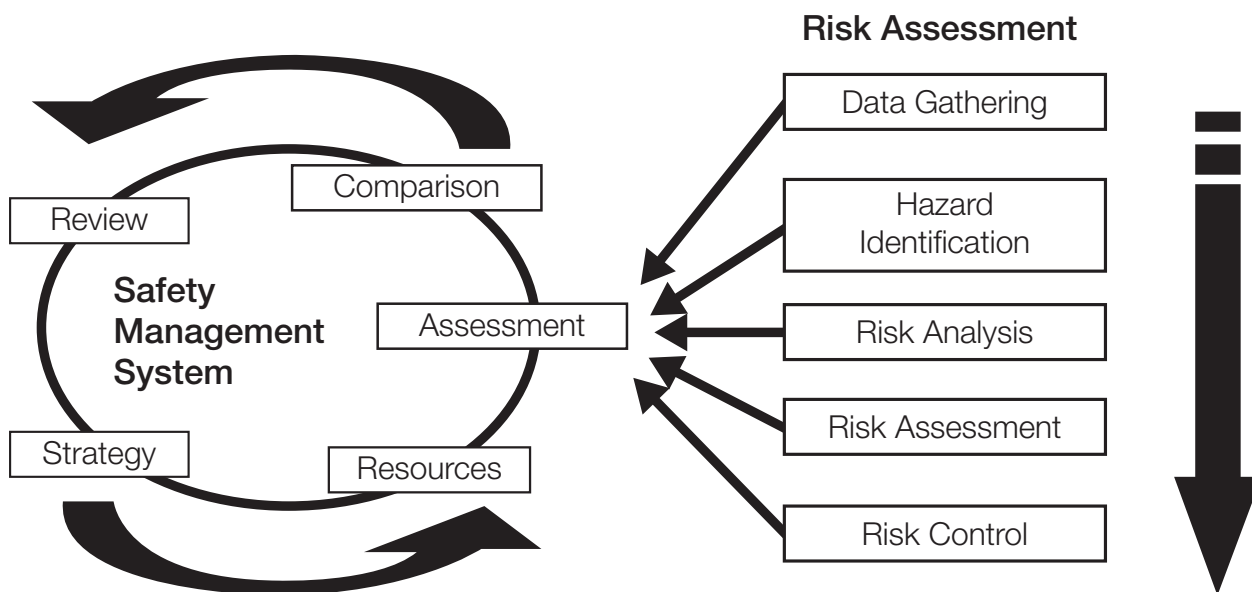 Risk Assessment
Data Gathering
Comparison
Hazard
Identification
Review
Safety
Management
System
Assessment
Risk Analysis
Risk Assessment
Strategy
Resources
Risk Control